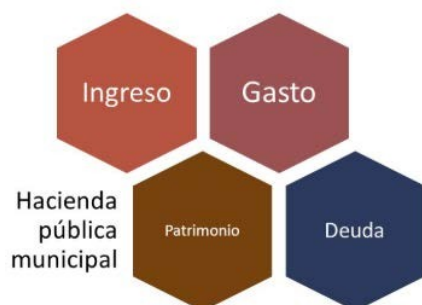 Ingreso
Gasto
Hacienda
pública
municipal
Patrimonio
Deuda